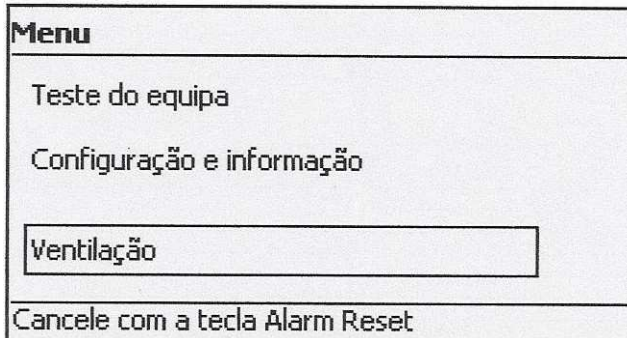 Menu
Teste do equipa
Configuração e informação
Ventilação
Cancele com a tecla Alarm Reset